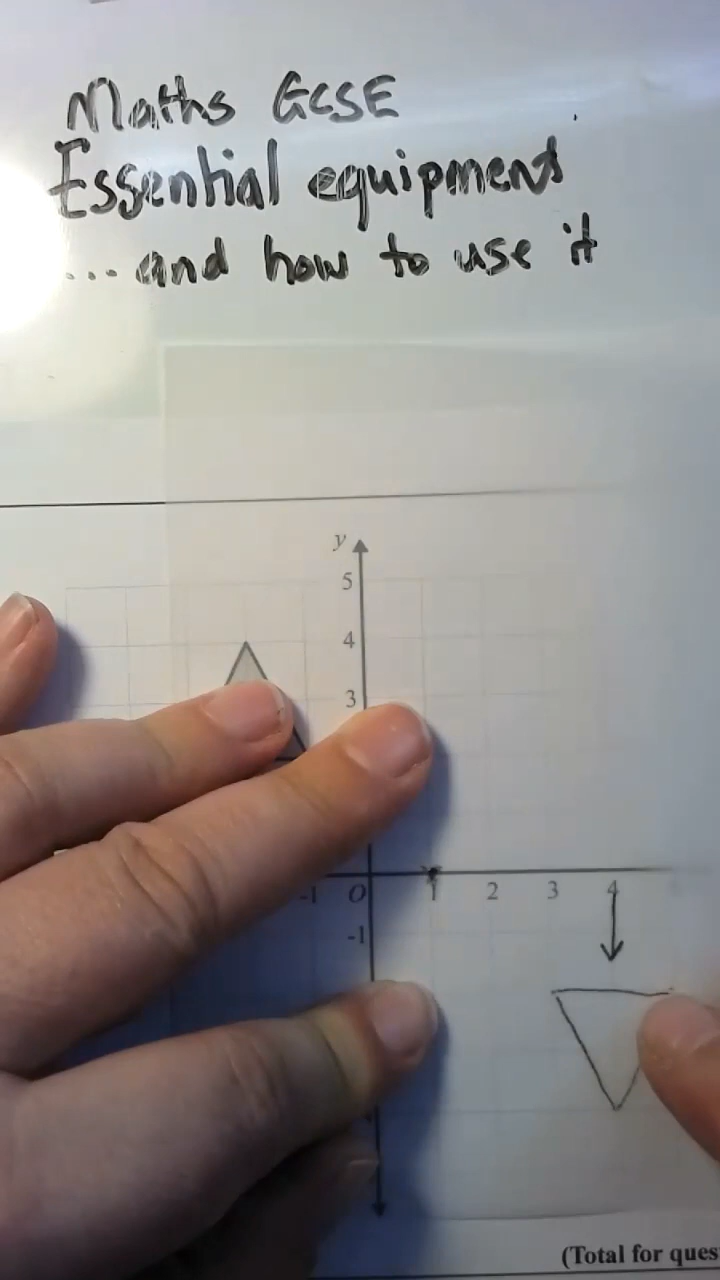 Maths GCSE
Essential equipment
... and how to use it
y
5
4
3
-1 O 1 2 3 4
-1
(Total for ques